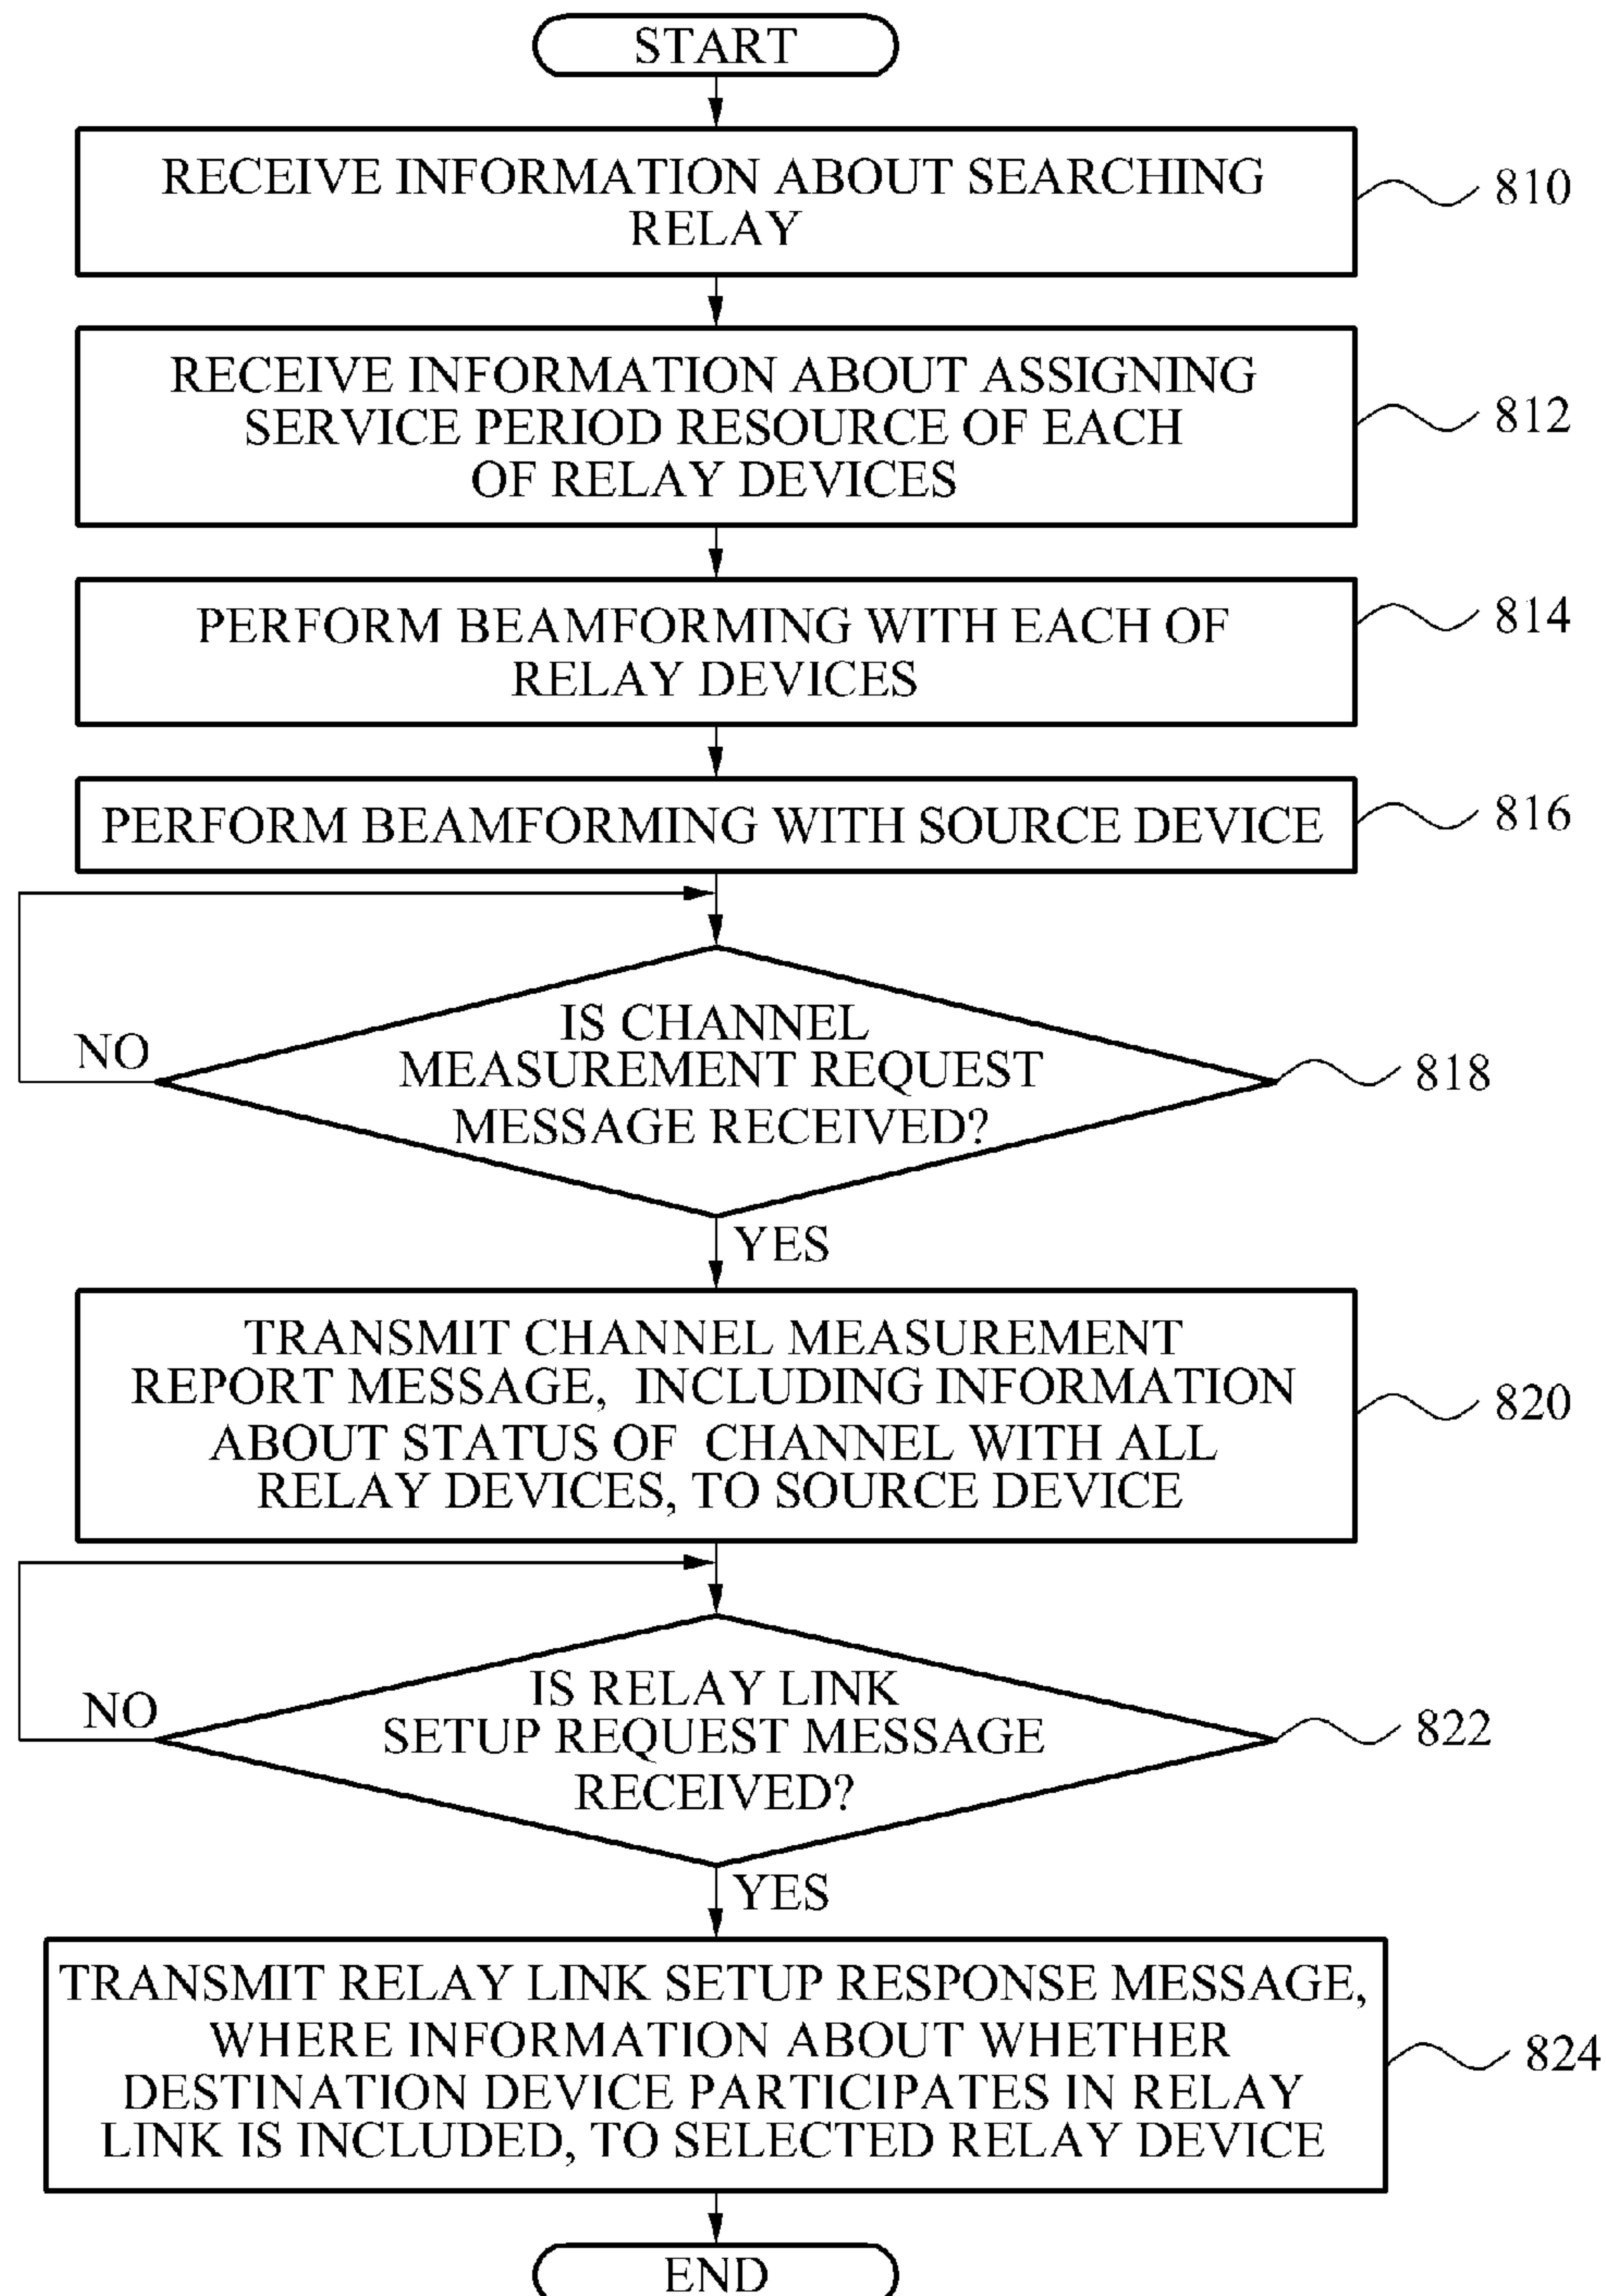 START
RECEIVE INFORMATION ABOUT SEARCHING
RELAY
810
RECEIVE INFORMATION ABOUT ASSIGNING
SERVICE PERIOD RESOURCE OF EACH
OF RELAY DEVICES
812
PERFORM BEAMFORMING WITH EACH OF
RELAY DEVICES
814
PERFORM BEAMFORMING WITH SOURCE DEVICE
816
IS CHANNEL
MEASUREMENT REQUEST
MESSAGE RECEIVED?
NO
818
YES
TRANSMIT CHANNEL MEASUREMENT
REPORT MESSAGE, INCLUDING INFORMATION
ABOUT STATUS OF CHANNEL WITH ALL
RELAY DEVICES, TO SOURCE DEVICE
820
IS RELAY LINK
SETUP REQUEST MESSAGE
RECEIVED?
NO
822
YES
TRANSMIT RELAY LINK SETUP RESPONSE MESSAGE,
WHERE INFORMATION ABOUT WHETHER
DESTINATION DEVICE PARTICIPATES IN RELAY
LINK IS INCLUDED, TO SELECTED RELAY DEVICE
824
END